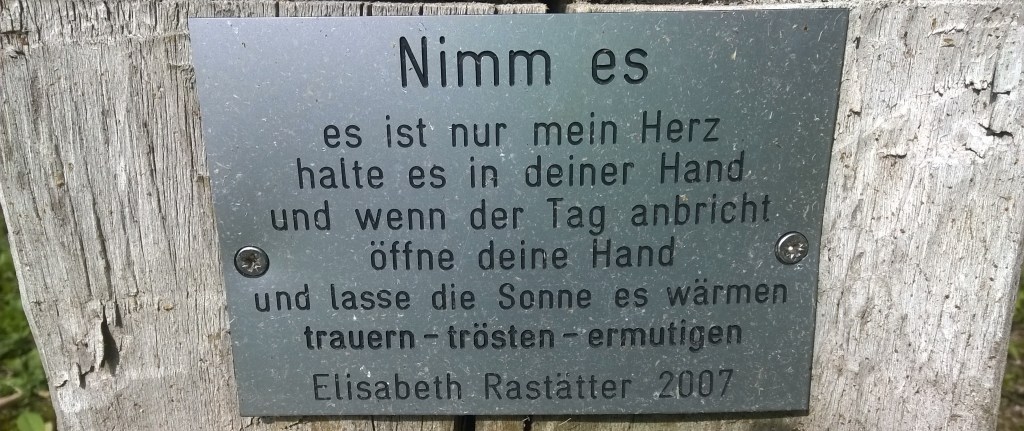 Nimm es
es ist nur mein Herz
halte es in deiner Hand
und wenn der Tag anbricht
öffne deine Hand
und lasse die Sonne es wärmen
trauern - trösten - ermutigen
Elisabeth Rastätter 2007